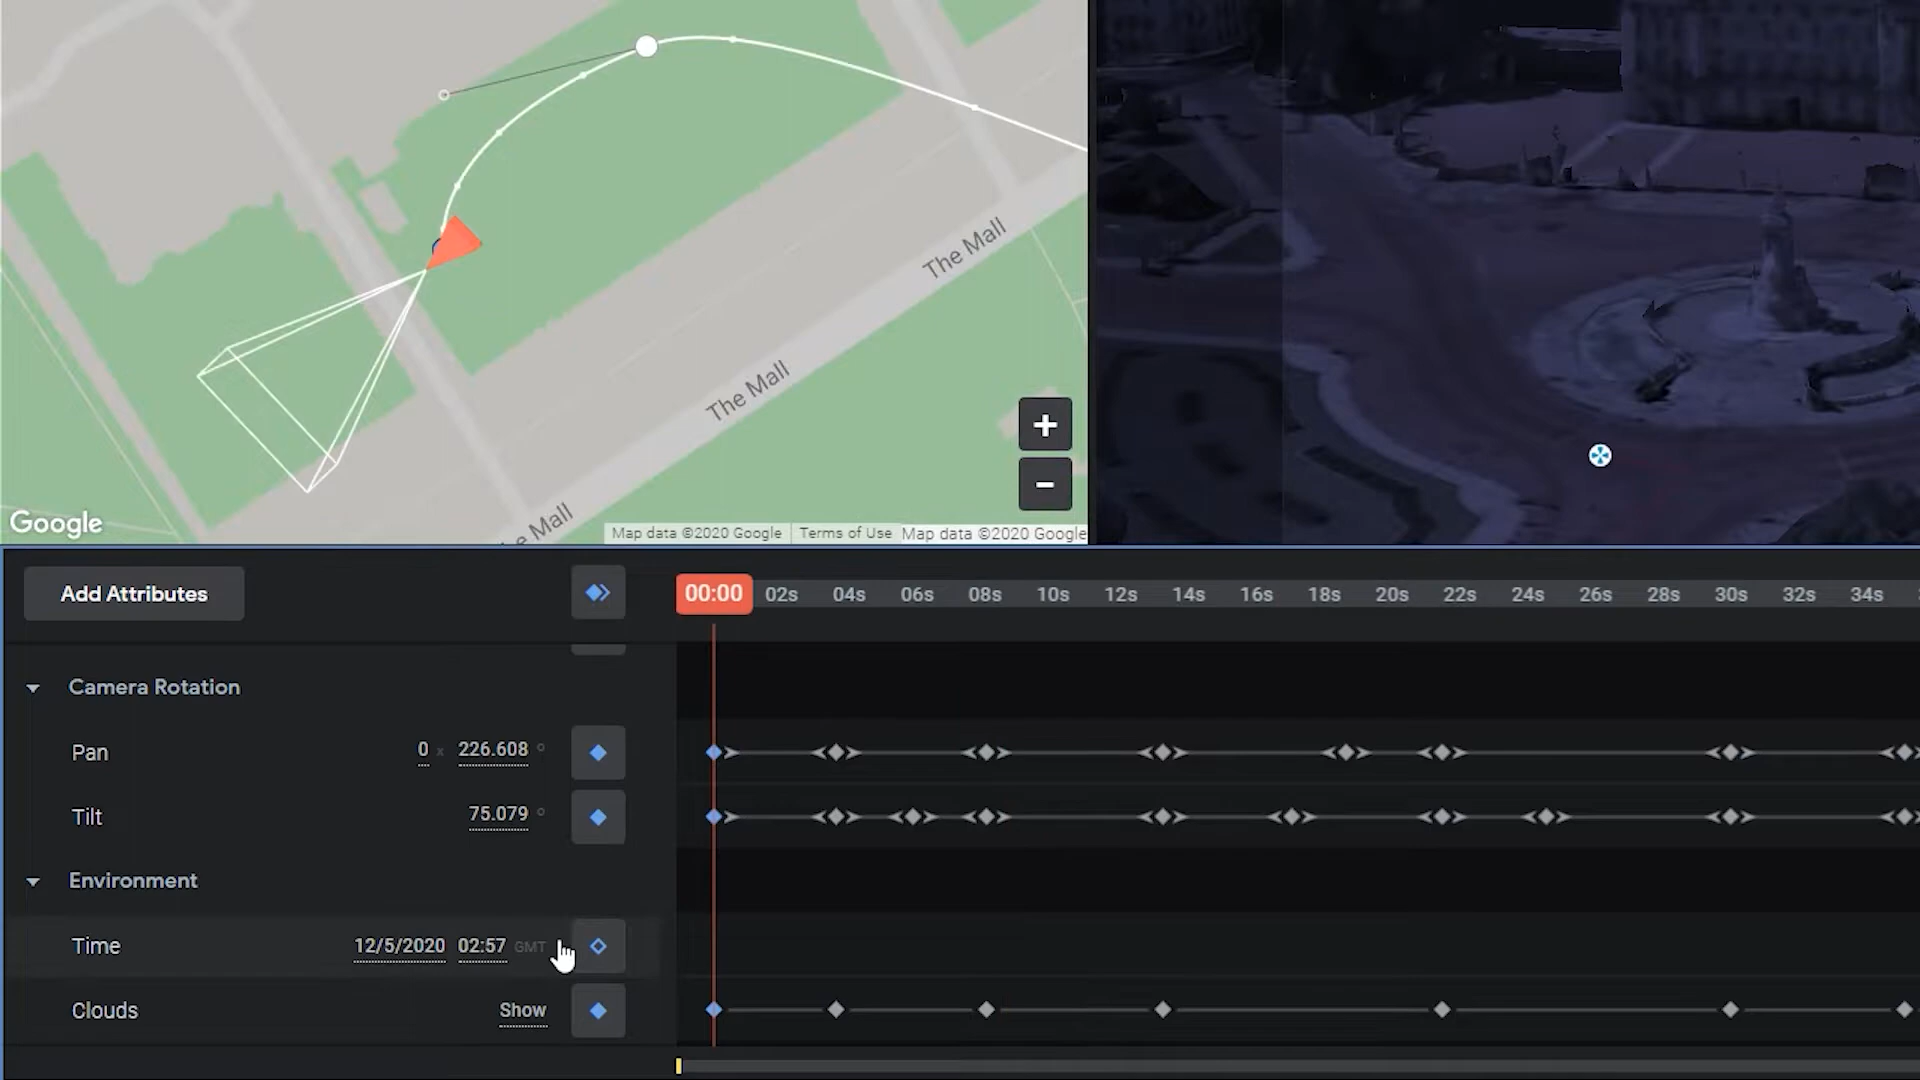 The Mall
The Mall
e Mall
+
−
Google
Map data ©2020 Google
Terms of Use
Map data ©2020 Google
Add Attributes
00:00 02s 04s 06s 08s 10s 12s 14s 16s 18s 20s 22s 24s 26s 28s 30s 32s 34s
Camera Rotation
Pan 0 x 226.608 °
Tilt 75.079 °
Environment
Time 12/5/2020 02:57 GMT
Clouds Show